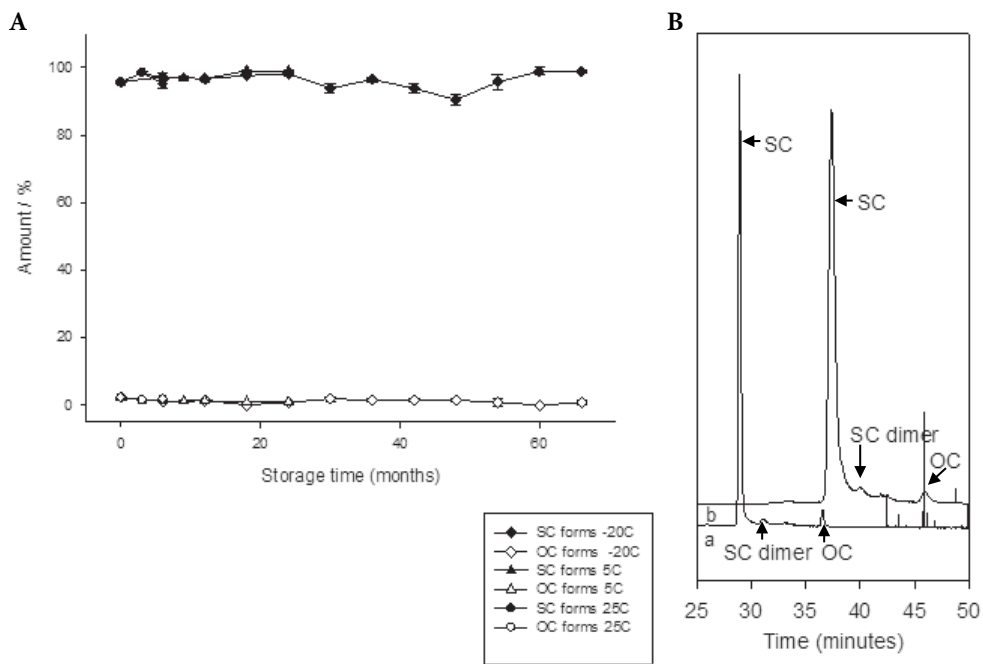 A
100
80
60
40
20
0
Amount / %
0 20 40 60
Storage time (months)
SC forms -20C
OC forms -20C
SC forms 5C
OC forms 5C
SC forms 25C
OC forms 25C
B
SC
SC
SC dimer
OC
b
a
SC dimer OC
25 30 35 40 45 50
Time (minutes)